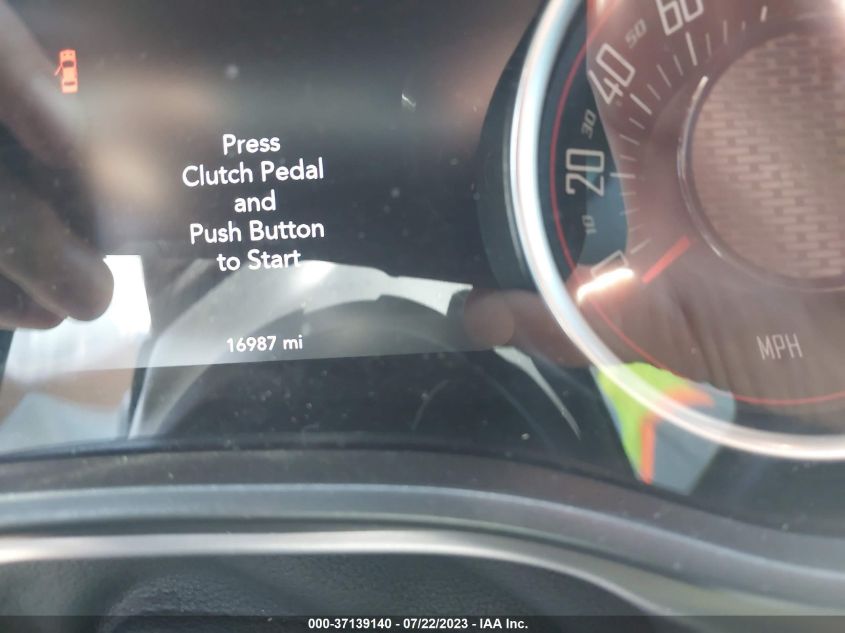 Press
Clutch Pedal
and
Push Button
to Start
16987 mi
60
50
40
30
20
10
0
MPH
000-37139140 - 07/22/2023 - IAA Inc.